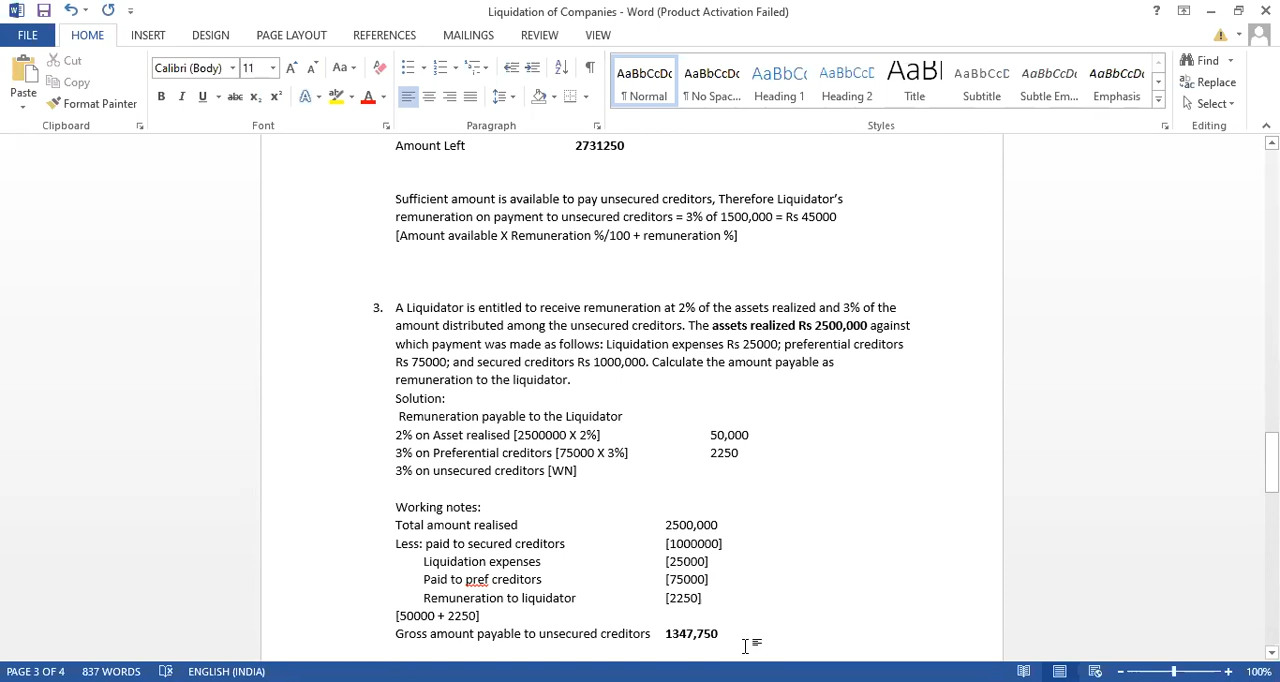 Liquidation of Companies - Word (Product Activation Failed)
FILE HOME INSERT DESIGN PAGE LAYOUT REFERENCES MAILINGS REVIEW VIEW
Paste Cut Copy Format Painter Clipboard
Calibri (Body) 11 Font
Paragraph
AaBbCcDc ¶ Normal AaBbCcDc ¶ No Spac... AaBbCc Heading 1 AaBbCcC Heading 2 AaBl Title AaBbCcD Subtitle AaBbCcDc Subtle Em... AaBbCcDc Emphasis
Styles
Find Replace Select Editing
Amount Left 2731250
Sufficient amount is available to pay unsecured creditors, Therefore Liquidator's
remuneration on payment to unsecured creditors = 3% of 1500,000 = Rs 45000
[Amount available X Remuneration %/100 + remuneration %]
3. A Liquidator is entitled to receive remuneration at 2% of the assets realized and 3% of the
amount distributed among the unsecured creditors. The assets realized Rs 2500,000 against
which payment was made as follows: Liquidation expenses Rs 25000; preferential creditors
Rs 75000; and secured creditors Rs 1000,000. Calculate the amount payable as
remuneration to the liquidator.
Solution:
Remuneration payable to the Liquidator
2% on Asset realised [2500000 X 2%] 50,000
3% on Preferential creditors [75000 X 3%] 2250
3% on unsecured creditors [WN]
Working notes:
Total amount realised 2500,000
Less: paid to secured creditors [1000000]
Liquidation expenses [25000]
Paid to pref creditors [75000]
Remuneration to liquidator [2250]
[50000 + 2250]
Gross amount payable to unsecured creditors 1347,750
PAGE 3 OF 4 837 WORDS ENGLISH (INDIA) 100%